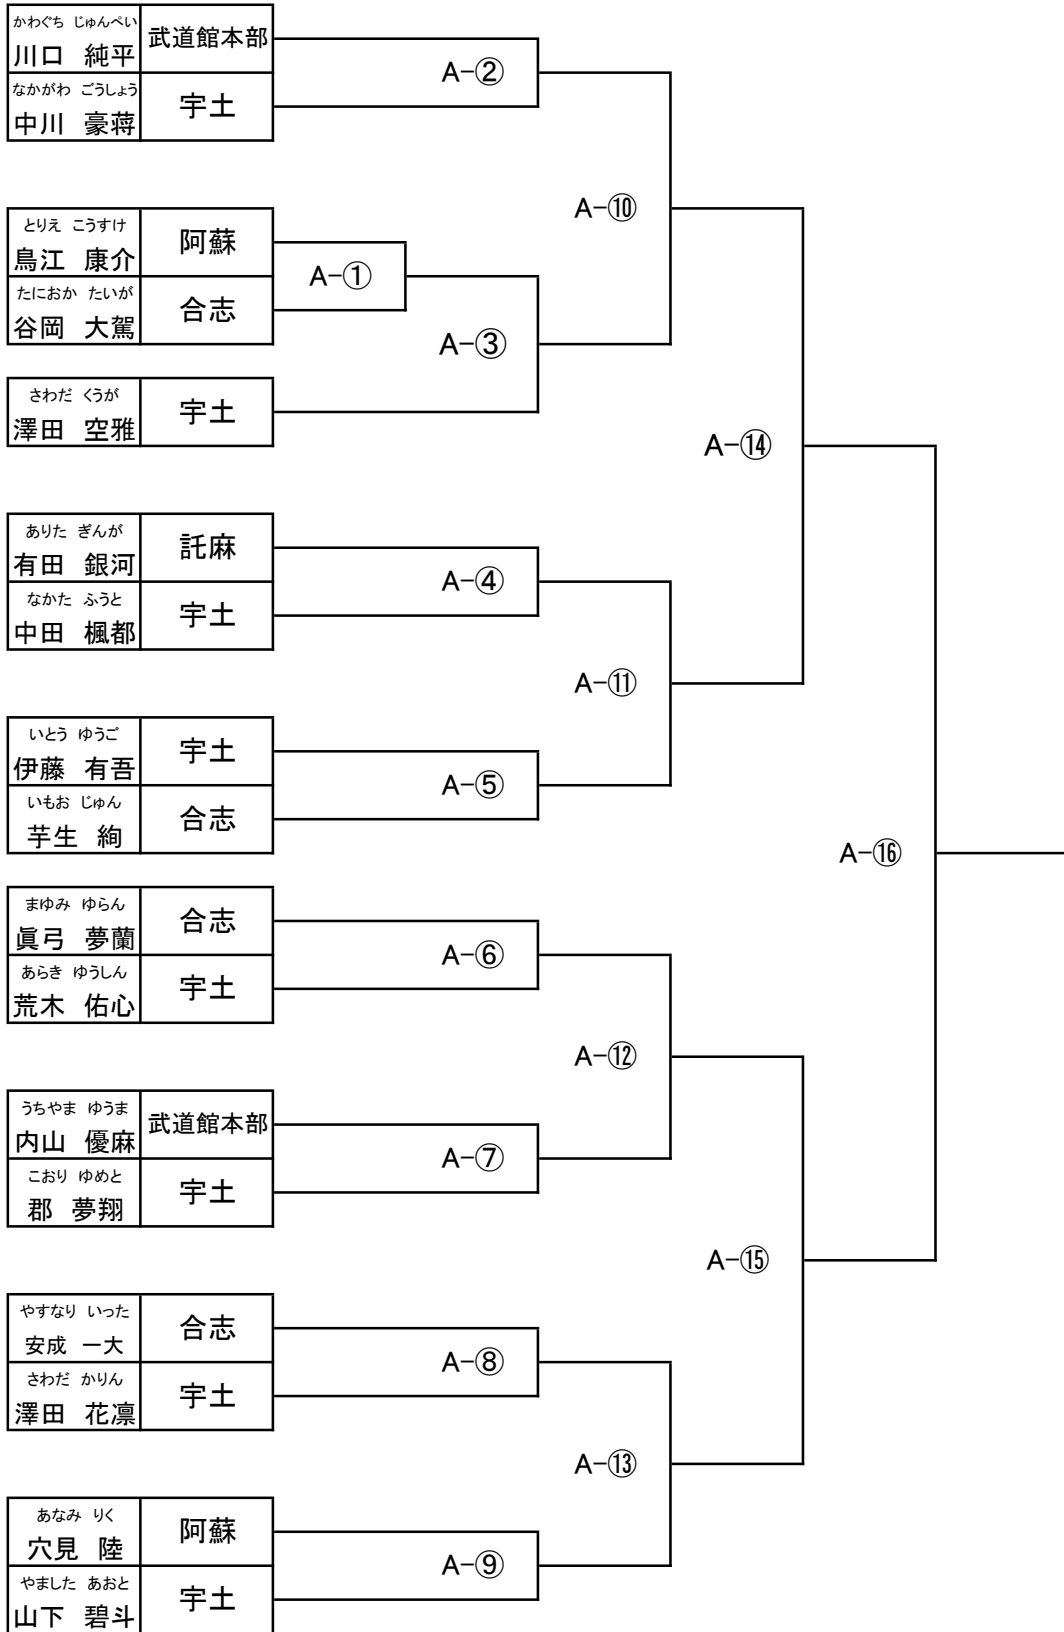 かわぐち じゅんぺい
川口 純平
武道館本部
A-②
なかがわ ごうしょう
中川 豪蒋
宇土
A-⑩
とりえ こうすけ
鳥江 康介
阿蘇
A-①
たにおか たいが
谷岡 大駕
合志
A-③
さわだ くうが
澤田 空雅
宇土
A-⑭
ありた ぎんが
有田 銀河
託麻
A-④
なかた ふうと
中田 楓都
宇土
A-⑪
いとう ゆうご
伊藤 有吾
宇土
A-⑤
いもお じゅん
芋生 絢
合志
A-⑯
まゆみ ゆらん
眞弓 夢蘭
合志
A-⑥
あらき ゆうしん
荒木 佑心
宇土
A-⑫
うちやま ゆうま
内山 優麻
武道館本部
A-⑦
こおり ゆめと
郡 夢翔
宇土
A-⑮
やすなり いった
安成 一大
合志
A-⑧
さわだ かりん
澤田 花凛
宇土
A-⑬
あなみ りく
穴見 陸
阿蘇
A-⑨
やました あおと
山下 碧斗
宇土